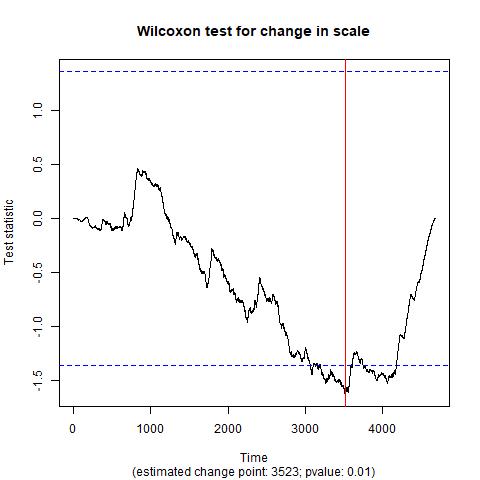 Wilcoxon test for change in scale
Test statistic
1.0
0.5
0.0
-0.5
-1.0
-1.5
0 1000 2000 3000 4000
Time
(estimated change point: 3523; pvalue: 0.01)